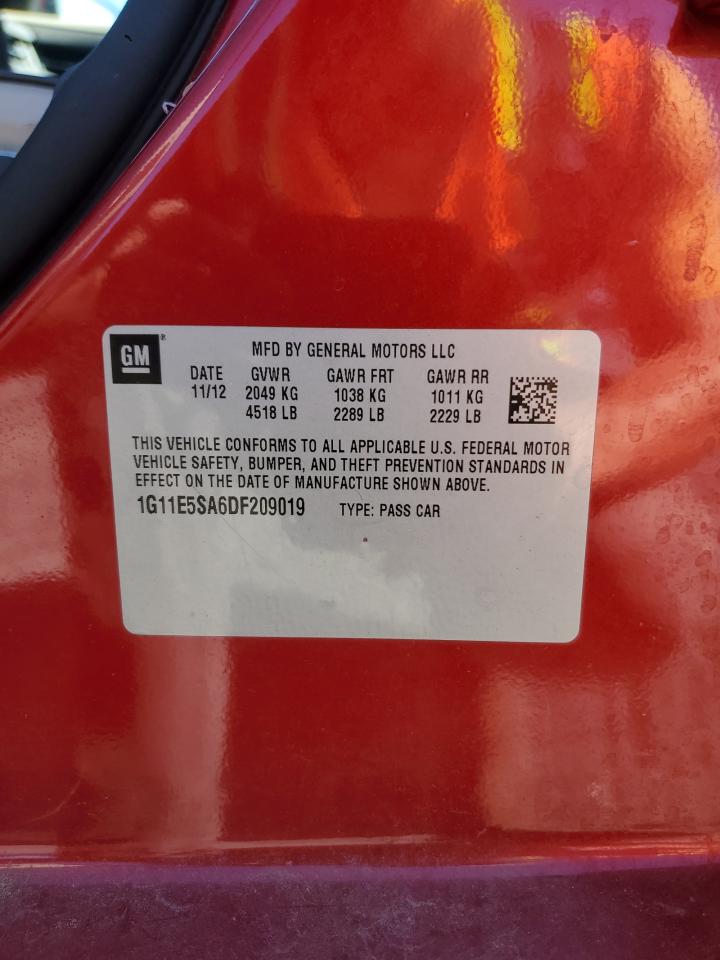 GM®
MFD BY GENERAL MOTORS LLC
DATE GVWR GAWR FRT GAWR RR
11/12 2049 KG 1038 KG 1011 KG
4518 LB 2289 LB 2229 LB
THIS VEHICLE CONFORMS TO ALL APPLICABLE U.S. FEDERAL MOTOR
VEHICLE SAFETY, BUMPER, AND THEFT PREVENTION STANDARDS IN
EFFECT ON THE DATE OF MANUFACTURE SHOWN ABOVE.
1G11E5SA6DF209019 TYPE: PASS CAR